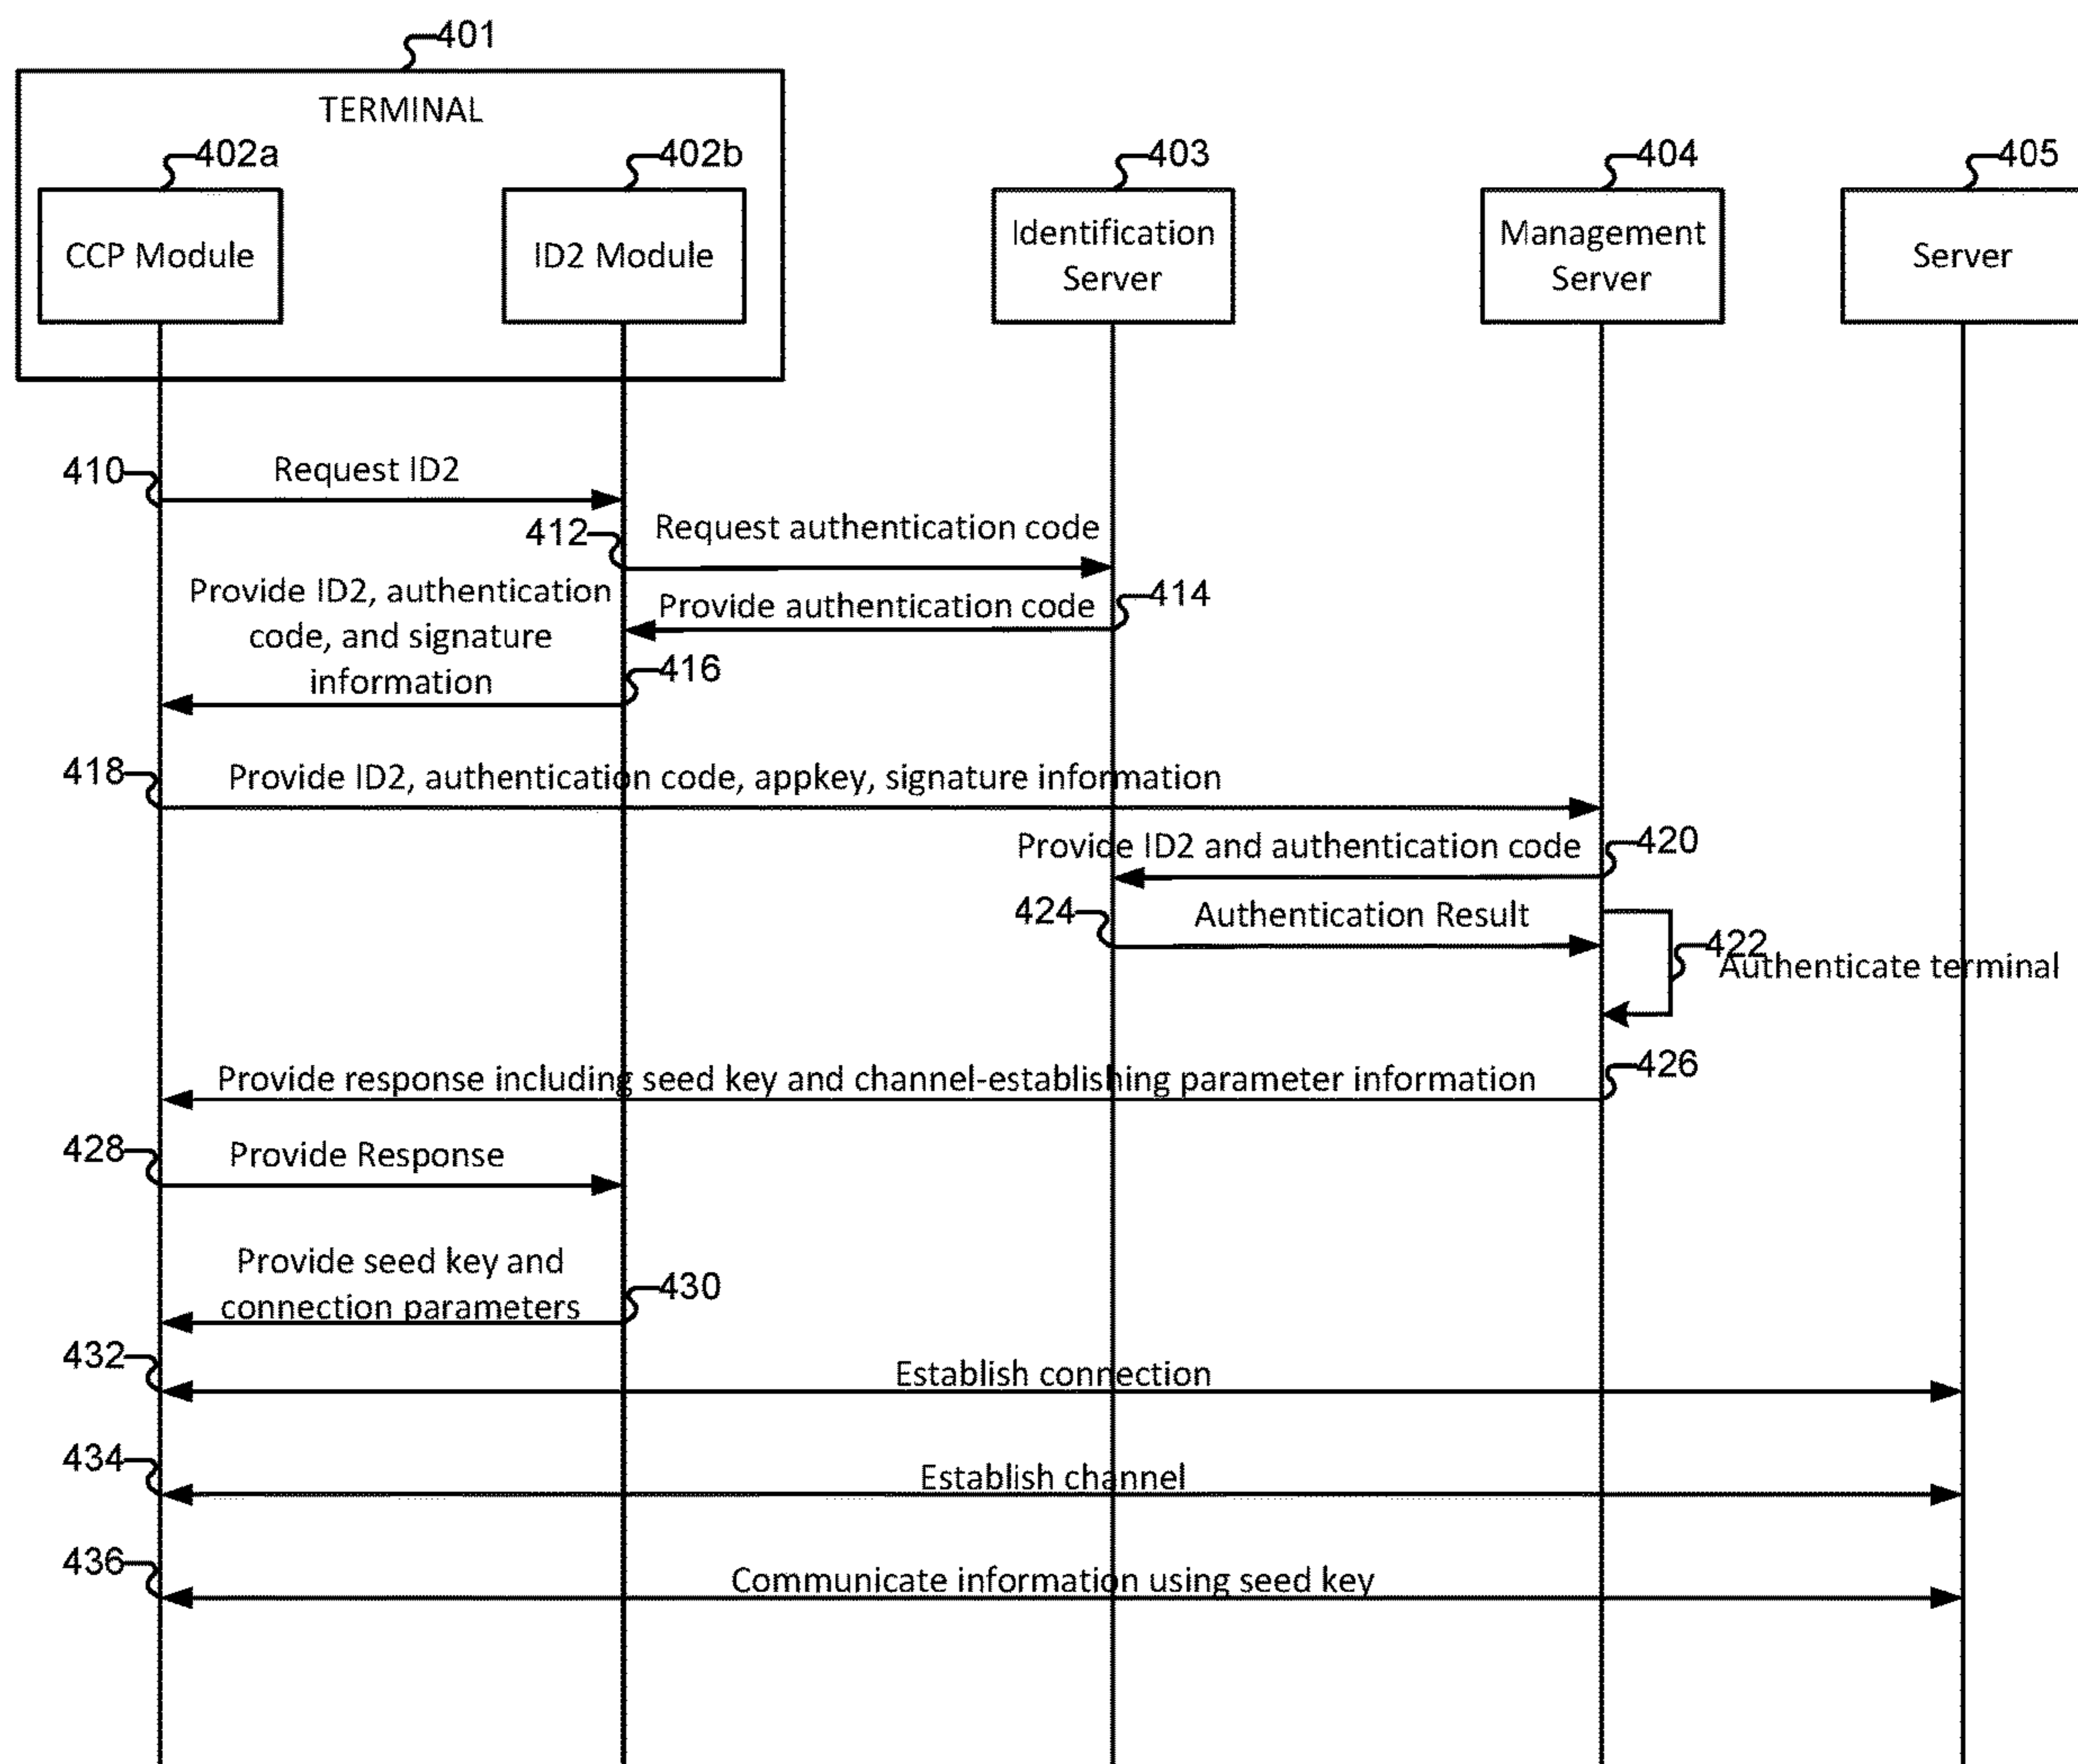 401
TERMINAL
402a
402b
403
404
405
CCP Module
ID2 Module
Identification
Server
Management
Server
Server
410
Request ID2
412
Request authentication code
Provide ID2, authentication
code, and signature
information
Provide authentication code
414
416
418
Provide ID2, authentication code, appkey, signature information
Provide ID2 and authentication code
420
424
Authentication Result
422
Authenticate terminal
Provide response including seed key and channel-establishing parameter information
426
428
Provide Response
Provide seed key and
connection parameters
430
432
Establish connection
434
Establish channel
436
Communicate information using seed key